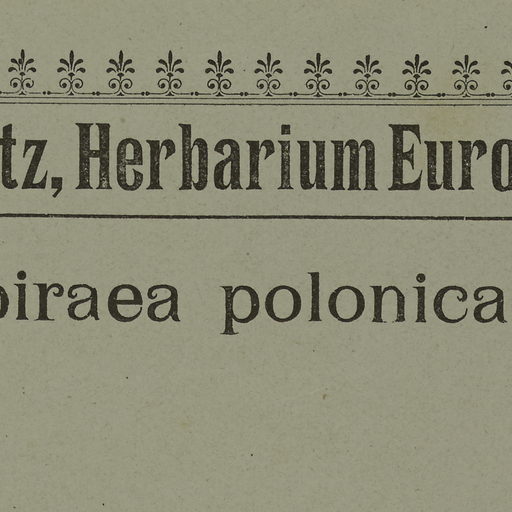 tz, Herbarium Euro
piraea polonica